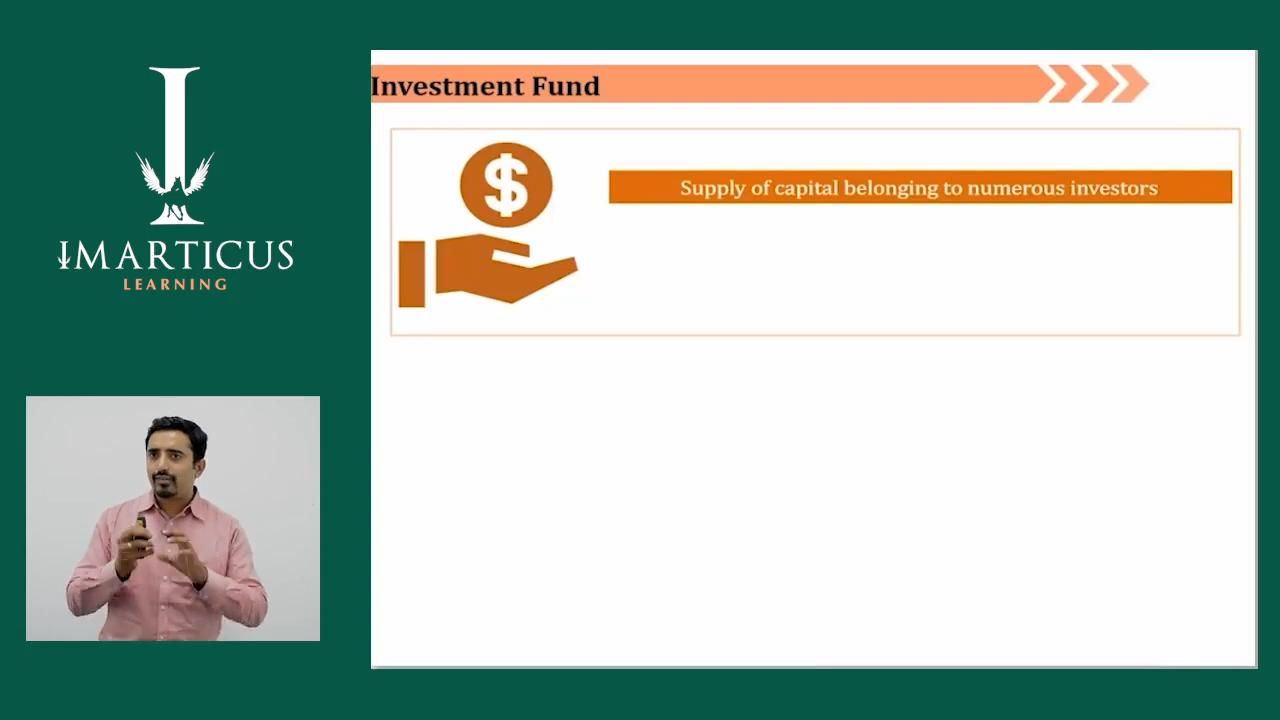 IMARTICUS
LEARNING
Investment Fund
$
Supply of capital belonging to numerous investors